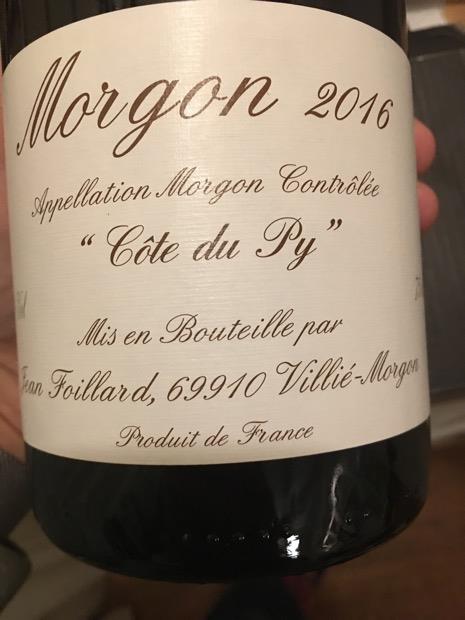 Morgon 2016
Appellation Morgon Contrôlée
“Côte du Py”
Mis en Bouteille par
Jean Foillard, 69910 Villié-Morgon
Produit de France